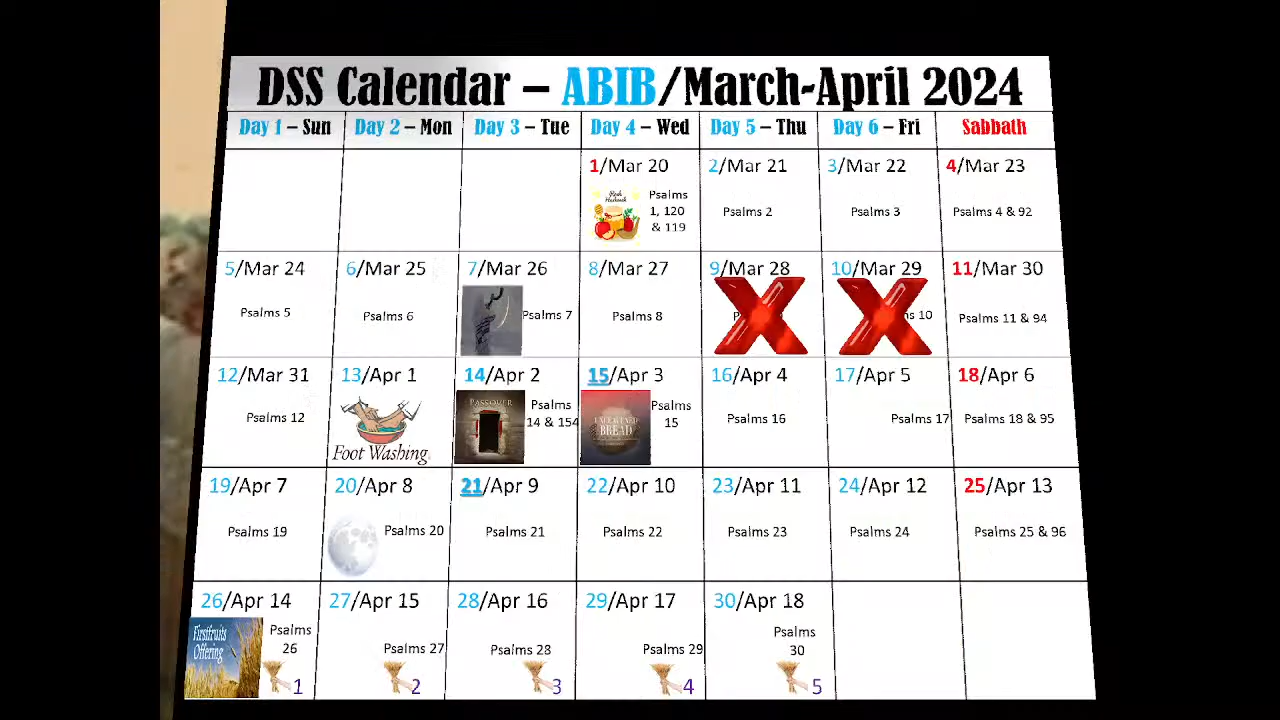 DSS Calendar – ABIB/March-April 2024
Day 1 – Sun
Day 2 – Mon
Day 3 – Tue
Day 4 – Wed
Day 5 – Thu
Day 6 – Fri
Sabbath
1/Mar 20
Psalms
1, 120
& 119
2/Mar 21
Psalms 2
3/Mar 22
Psalms 3
4/Mar 23
Psalms 4 & 92
5/Mar 24
Psalms 5
6/Mar 25
Psalms 6
7/Mar 26
Psalms 7
8/Mar 27
Psalms 8
9/Mar 28
10/Mar 29
10
11/Mar 30
Psalms 11 & 94
12/Mar 31
Psalms 12
13/Apr 1
Foot Washing
14/Apr 2
PASSOVER
Psalms
14 & 154
15/Apr 3
UNLEAVENED
BREAD
Psalms
15
16/Apr 4
Psalms 16
17/Apr 5
Psalms 17
18/Apr 6
Psalms 18 & 95
19/Apr 7
Psalms 19
20/Apr 8
Psalms 20
21/Apr 9
Psalms 21
22/Apr 10
Psalms 22
23/Apr 11
Psalms 23
24/Apr 12
Psalms 24
25/Apr 13
Psalms 25 & 96
26/Apr 14
Firstfruits
Offering
Psalms
26
1
27/Apr 15
Psalms 27
2
28/Apr 16
Psalms 28
3
29/Apr 17
Psalms 29
4
30/Apr 18
Psalms
30
5